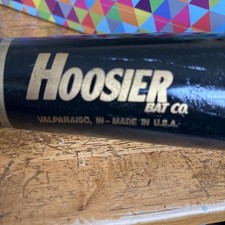 HOOSIER
BAT CO.
VALPARAISO, IN - MADE IN U.S.A.